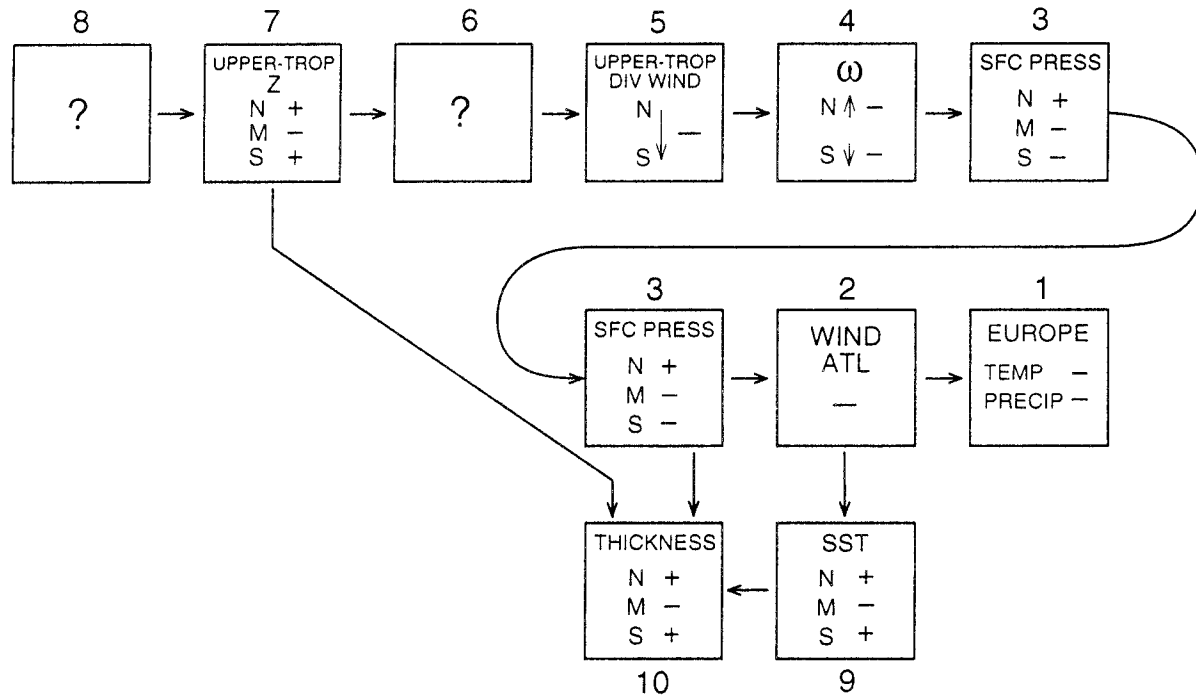 8
?
7
UPPER-TROP
Z
N +
M −
S +
6
?
5
UPPER-TROP
DIV WIND
N
−
S
4
ω
N ↑ −
S ↓ −
3
SFC PRESS
N +
M −
S −
3
SFC PRESS
N +
M −
S −
2
WIND
ATL
−
1
EUROPE
TEMP −
PRECIP −
THICKNESS
N +
M −
S +
10
SST
N +
M −
S +
9